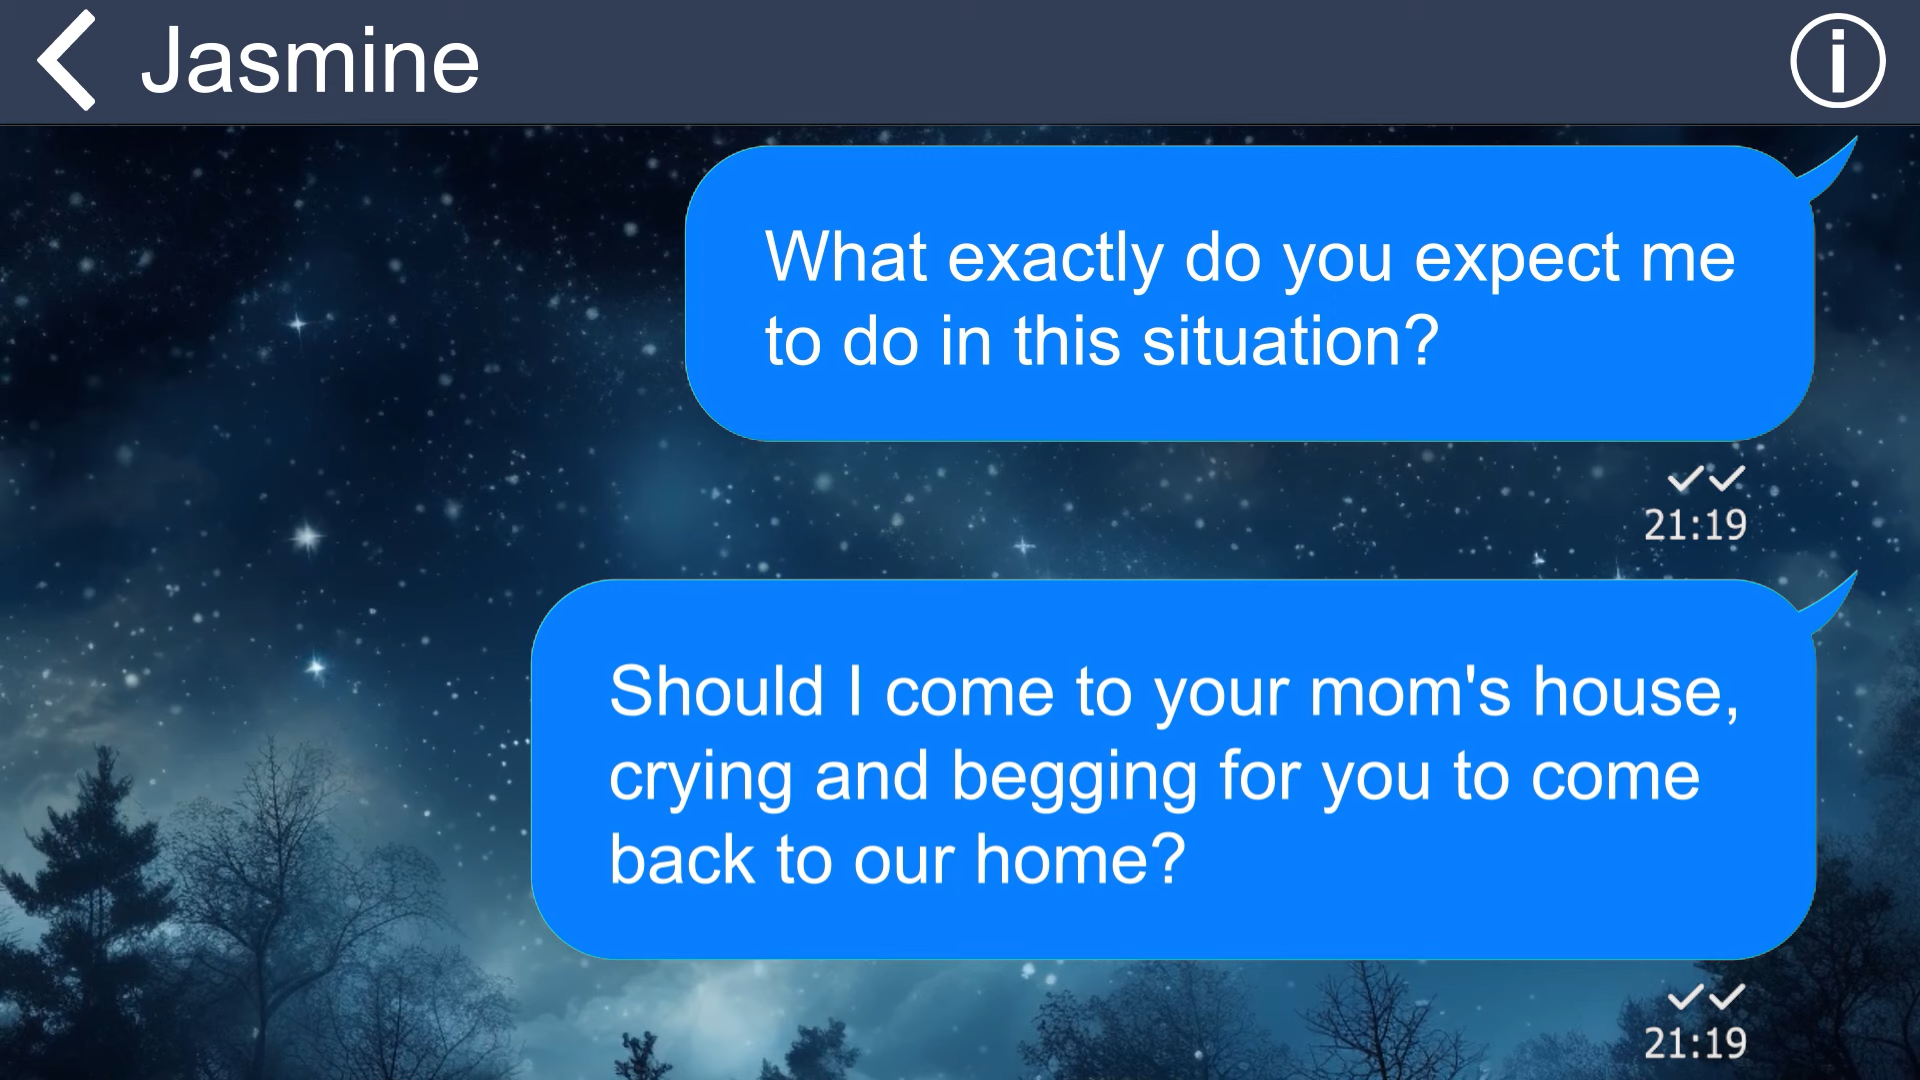 Jasmine
What exactly do you expect me
to do in this situation?
21:19
Should I come to your mom's house,
crying and begging for you to come
back to our home?
21:19